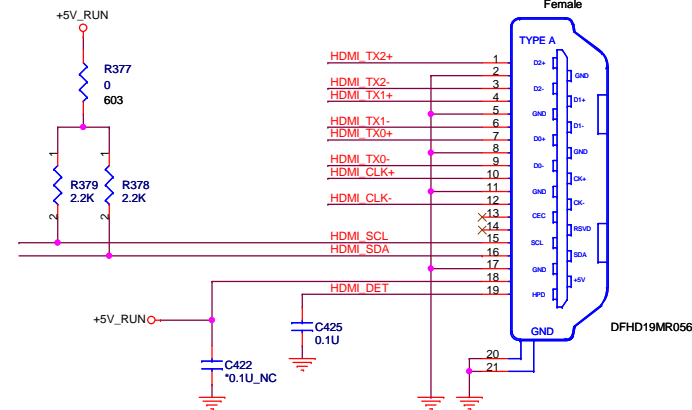 Female
+5V_RUN
TYPE A
R377
0
603
HDMI_TX2+ 1 D2+
2 GND
HDMI_TX2- 3 D2-
HDMI_TX1+ 4 D1+
5 GND
HDMI_TX1- 6 D1-
HDMI_TX0+ 7 D0+
8 GND
HDMI_TX0- 9 D0-
HDMI_CLK+ 10 CK+
11 GND
HDMI_CLK- 12 CK-
13 CEC
14 RSVD
HDMI_SCL 15 SCL
HDMI_SDA 16 SDA
17 GND
18 +5V
HDMI_DET 19 HPD
1 1
R379 R378
2.2K 2.2K
2 2
+5V_RUN
C425
0.1U
DFHD19MR056
GND
20
21
C422
*0.1U_NC